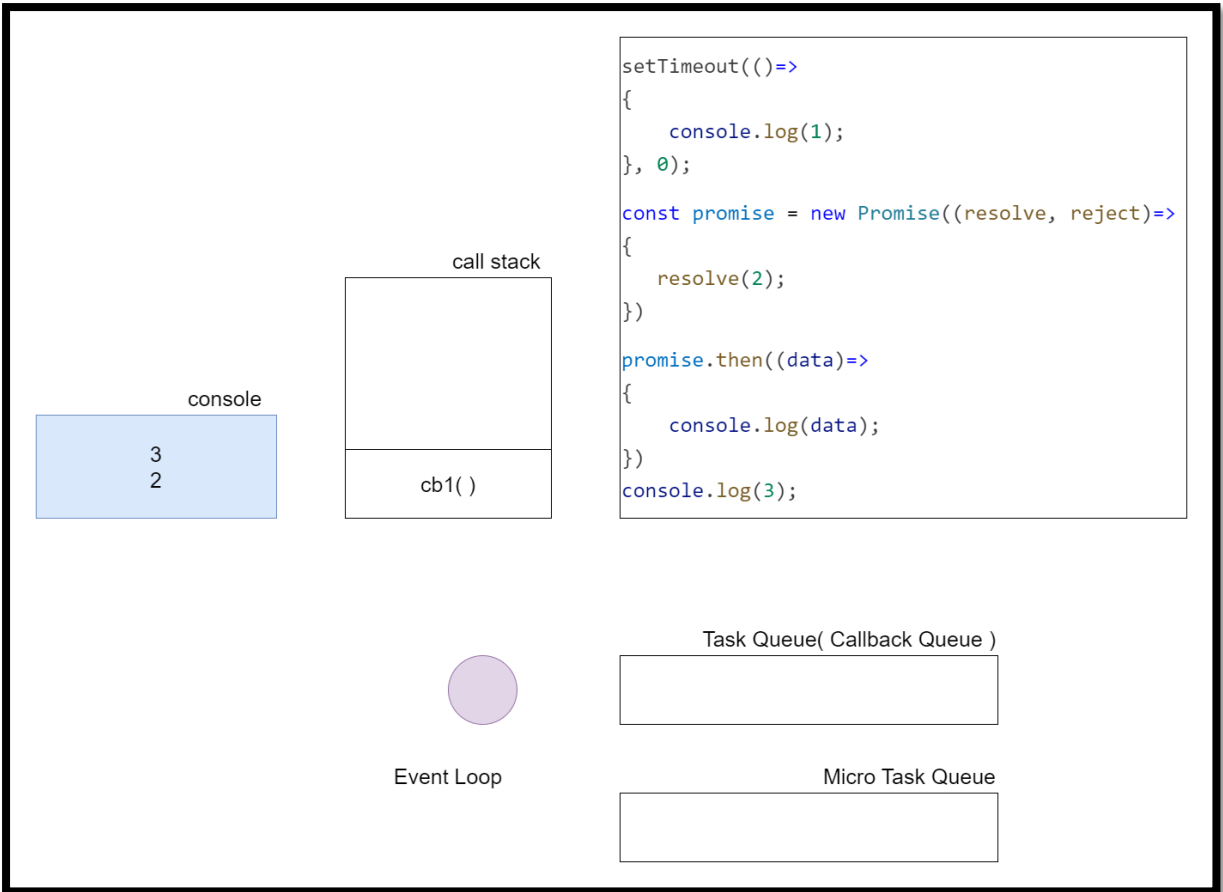 setTimeout(()=>
{
console.log(1);
}, 0);
const promise = new Promise((resolve, reject)=>
{
resolve(2);
})
promise.then((data)=>
{
console.log(data);
})
console.log(3);
call stack
cb1( )
console
3
2
Event Loop
Task Queue( Callback Queue )
Micro Task Queue